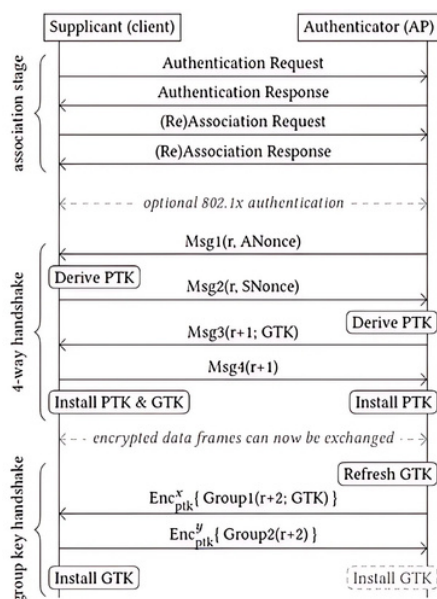 Supplicant (client) Authenticator (AP)
association stage
Authentication Request
Authentication Response
(Re)Association Request
(Re)Association Response
optional 802.1x authentication
4-way handshake
Msg1(r, ANonce)
Derive PTK
Msg2(r, SNonce)
Derive PTK
Msg3(r+1; GTK)
Msg4(r+1)
Install PTK & GTK Install PTK
encrypted data frames can now be exchanged
group key handshake
Refresh GTK
Enc^x_ptk{ Group1(r+2; GTK) }
Enc^y_ptk{ Group2(r+2) }
Install GTK Install GTK